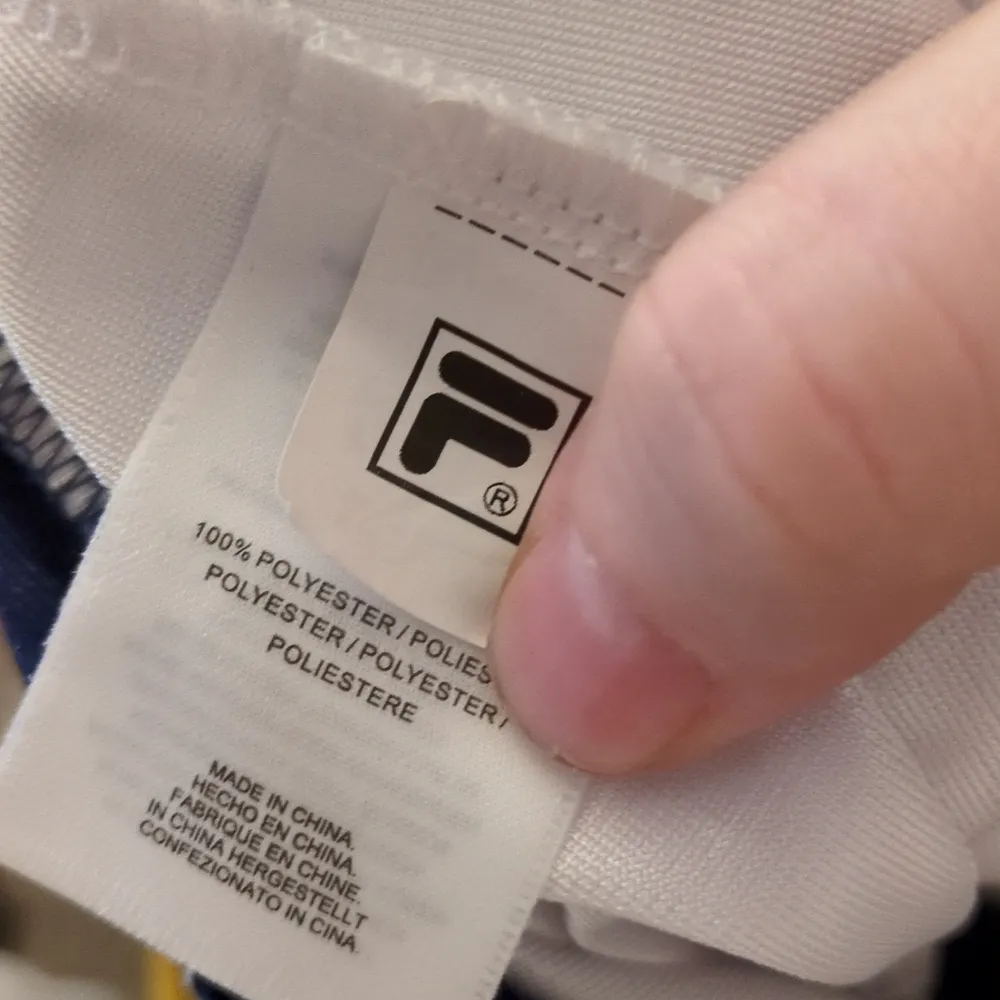 F
®
100% POLYESTER / POLIES
POLYESTER / POLYESTER /
POLIESTERE
MADE IN CHINA.
HECHO EN CHINA.
FABRIQUE EN CHINE.
IN CHINA HERGESTELLT
CONFEZIONATO IN CINA.